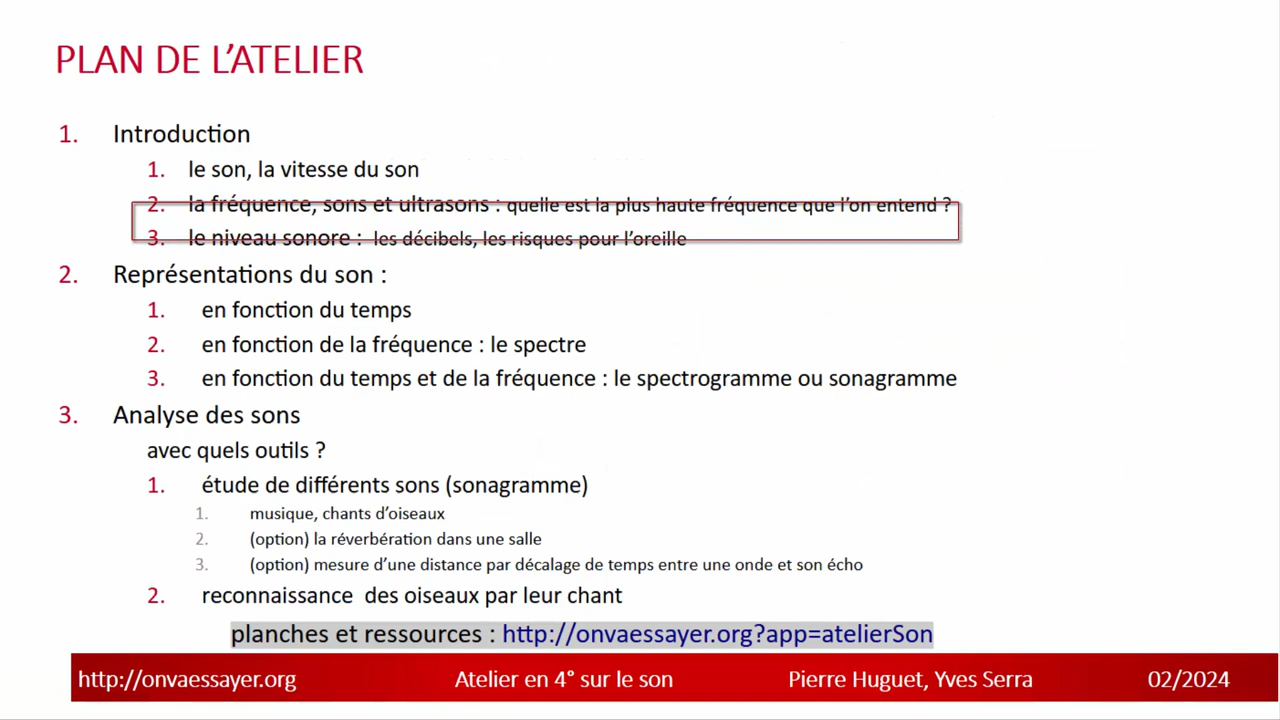 PLAN DE L’ATELIER
1. Introduction
1. le son, la vitesse du son
2. la fréquence, sons et ultrasons : quelle est la plus haute fréquence que l’on entend ?
3. le niveau sonore : les décibels, les risques pour l’oreille
2. Représentations du son :
1. en fonction du temps
2. en fonction de la fréquence : le spectre
3. en fonction du temps et de la fréquence : le spectrogramme ou sonagramme
3. Analyse des sons
avec quels outils ?
1. étude de différents sons (sonagramme)
1. musique, chants d’oiseaux
2. (option) la réverbération dans une salle
3. (option) mesure d’une distance par décalage de temps entre une onde et son écho
2. reconnaissance des oiseaux par leur chant
planches et ressources : http://onvaessayer.org?app=atelierSon
http://onvaessayer.org Atelier en 4° sur le son Pierre Huguet, Yves Serra 02/2024